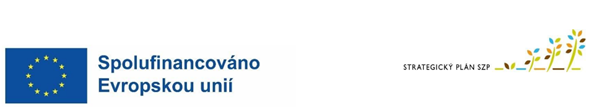 Spolufinancováno
Evropskou unií
STRATEGICKÝ PLÁN SZP